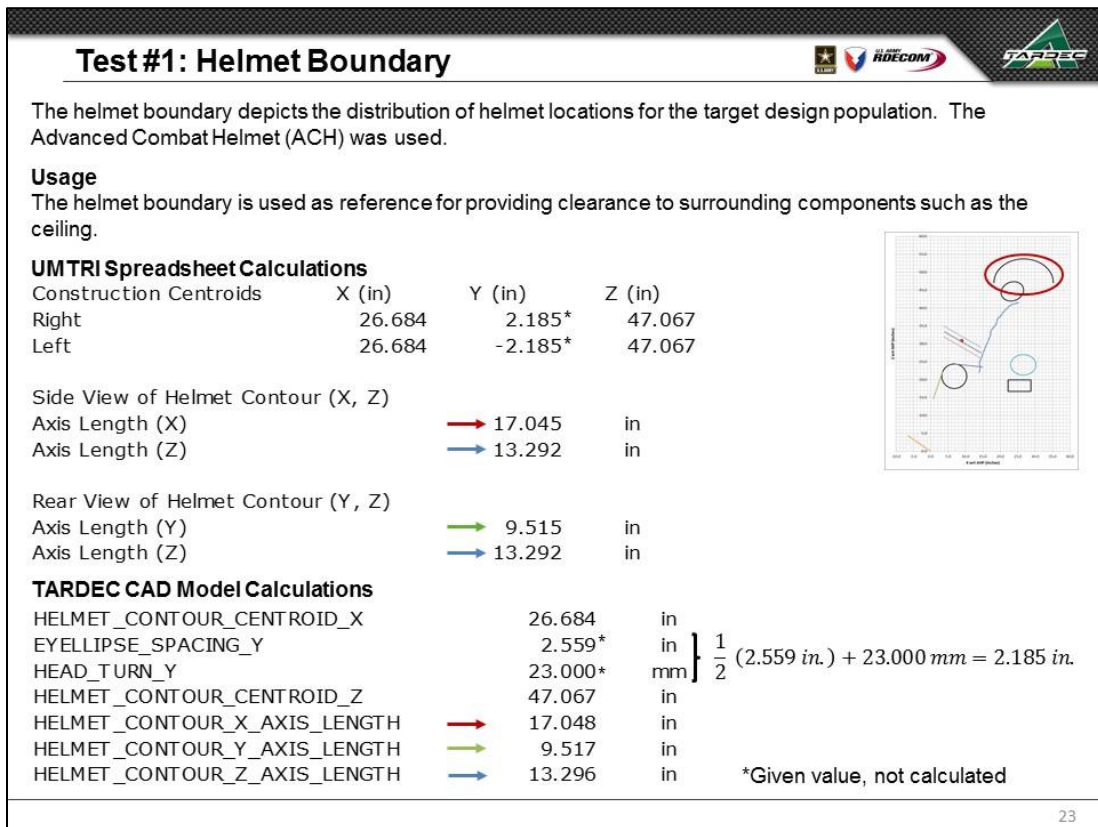 Test #1: Helmet Boundary
U.S. ARMY
U.S. ARMY
RDECOM
TARDEC
The helmet boundary depicts the distribution of helmet locations for the target design population. The
Advanced Combat Helmet (ACH) was used.
Usage
The helmet boundary is used as reference for providing clearance to surrounding components such as the
ceiling.
UMTRI Spreadsheet Calculations
Construction Centroids X (in) Y (in) Z (in)
Right 26.684 2.185* 47.067
Left 26.684 -2.185* 47.067
Side View of Helmet Contour (X, Z)
Axis Length (X) 17.045 in
Axis Length (Z) 13.292 in
Rear View of Helmet Contour (Y, Z)
Axis Length (Y) 9.515 in
Axis Length (Z) 13.292 in
TARDEC CAD Model Calculations
HELMET_CONTOUR_CENTROID_X 26.684 in
EYELLIPSE_SPACING_Y 2.559* in
HEAD_TURN_Y 23.000* mm
1/2 (2.559 in.) + 23.000 mm = 2.185 in.
HELMET_CONTOUR_CENTROID_Z 47.067 in
HELMET_CONTOUR_X_AXIS_LENGTH 17.048 in
HELMET_CONTOUR_Y_AXIS_LENGTH 9.517 in
HELMET_CONTOUR_Z_AXIS_LENGTH 13.296 in
*Given value, not calculated
23